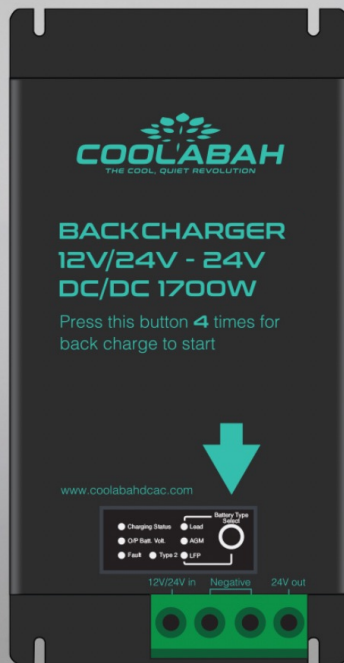 COOLABAH
THE COOL, QUIET REVOLUTION
BACKCHARGER
12V/24V - 24V
DC/DC 1700W
Press this button 4 times for
back charge to start
www.coolabahdcac.com
Battery Type
Select
Charging Status
Lead
O/P Batt. Volt.
AGM
Fault
Type 2
LFP
12V/24V in
Negative
24V out